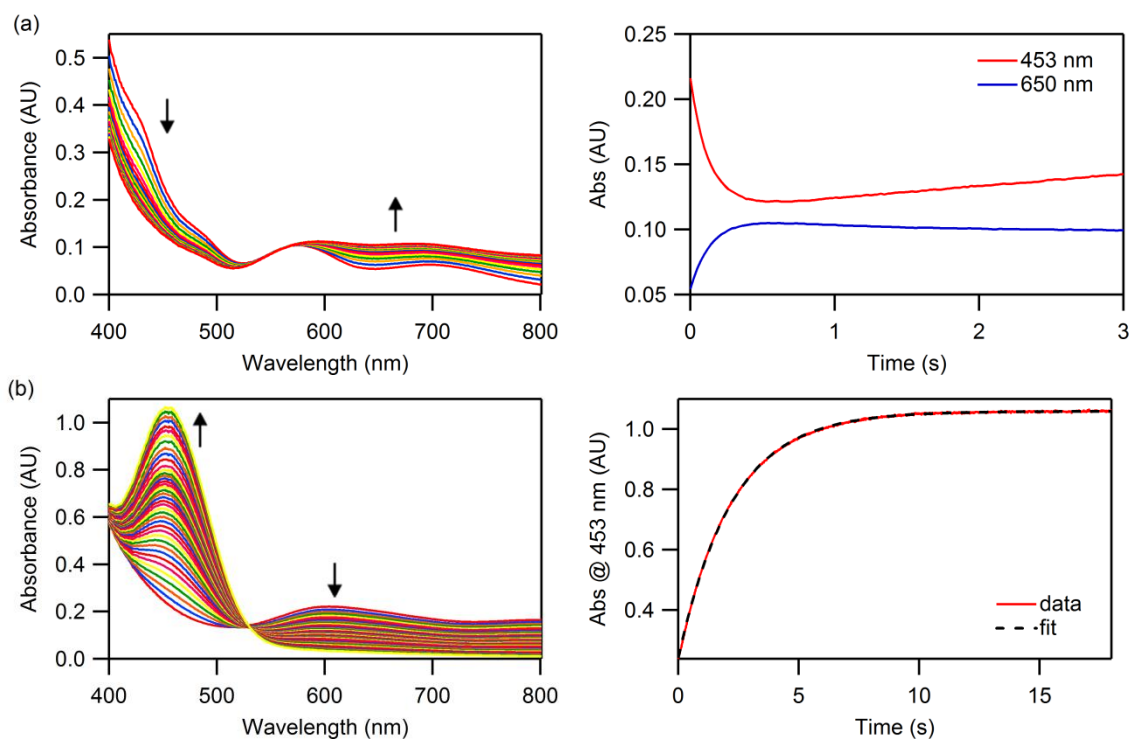 (a)
Absorbance (AU)
0.5
0.4
0.3
0.2
0.1
0.0
400 500 600 700 800
Wavelength (nm)
Abs (AU)
0.25
0.20
0.15
0.10
0.05
453 nm
650 nm
0 1 2 3
Time (s)
(b)
Absorbance (AU)
1.0
0.8
0.6
0.4
0.2
0.0
400 500 600 700 800
Wavelength (nm)
Abs @ 453 nm (AU)
1.0
0.8
0.6
0.4
data
fit
0 5 10 15
Time (s)